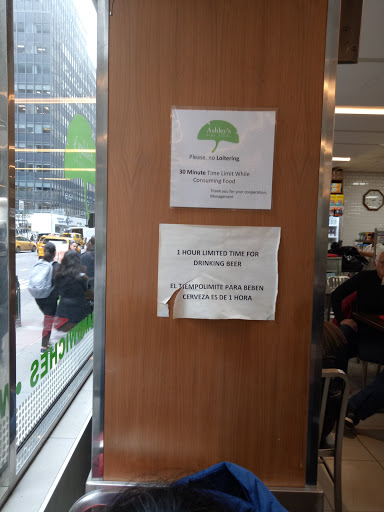 Ashby's
Please, no Loitering.
30 Minute Time Limit While
Consuming Food
Thank you for your cooperation.
Management
1 HOUR LIMITED TIME FOR
DRINKING BEER
EL TIEMPOLIMITE PARA BEBEN
CERVEZA ES DE 1 HORA